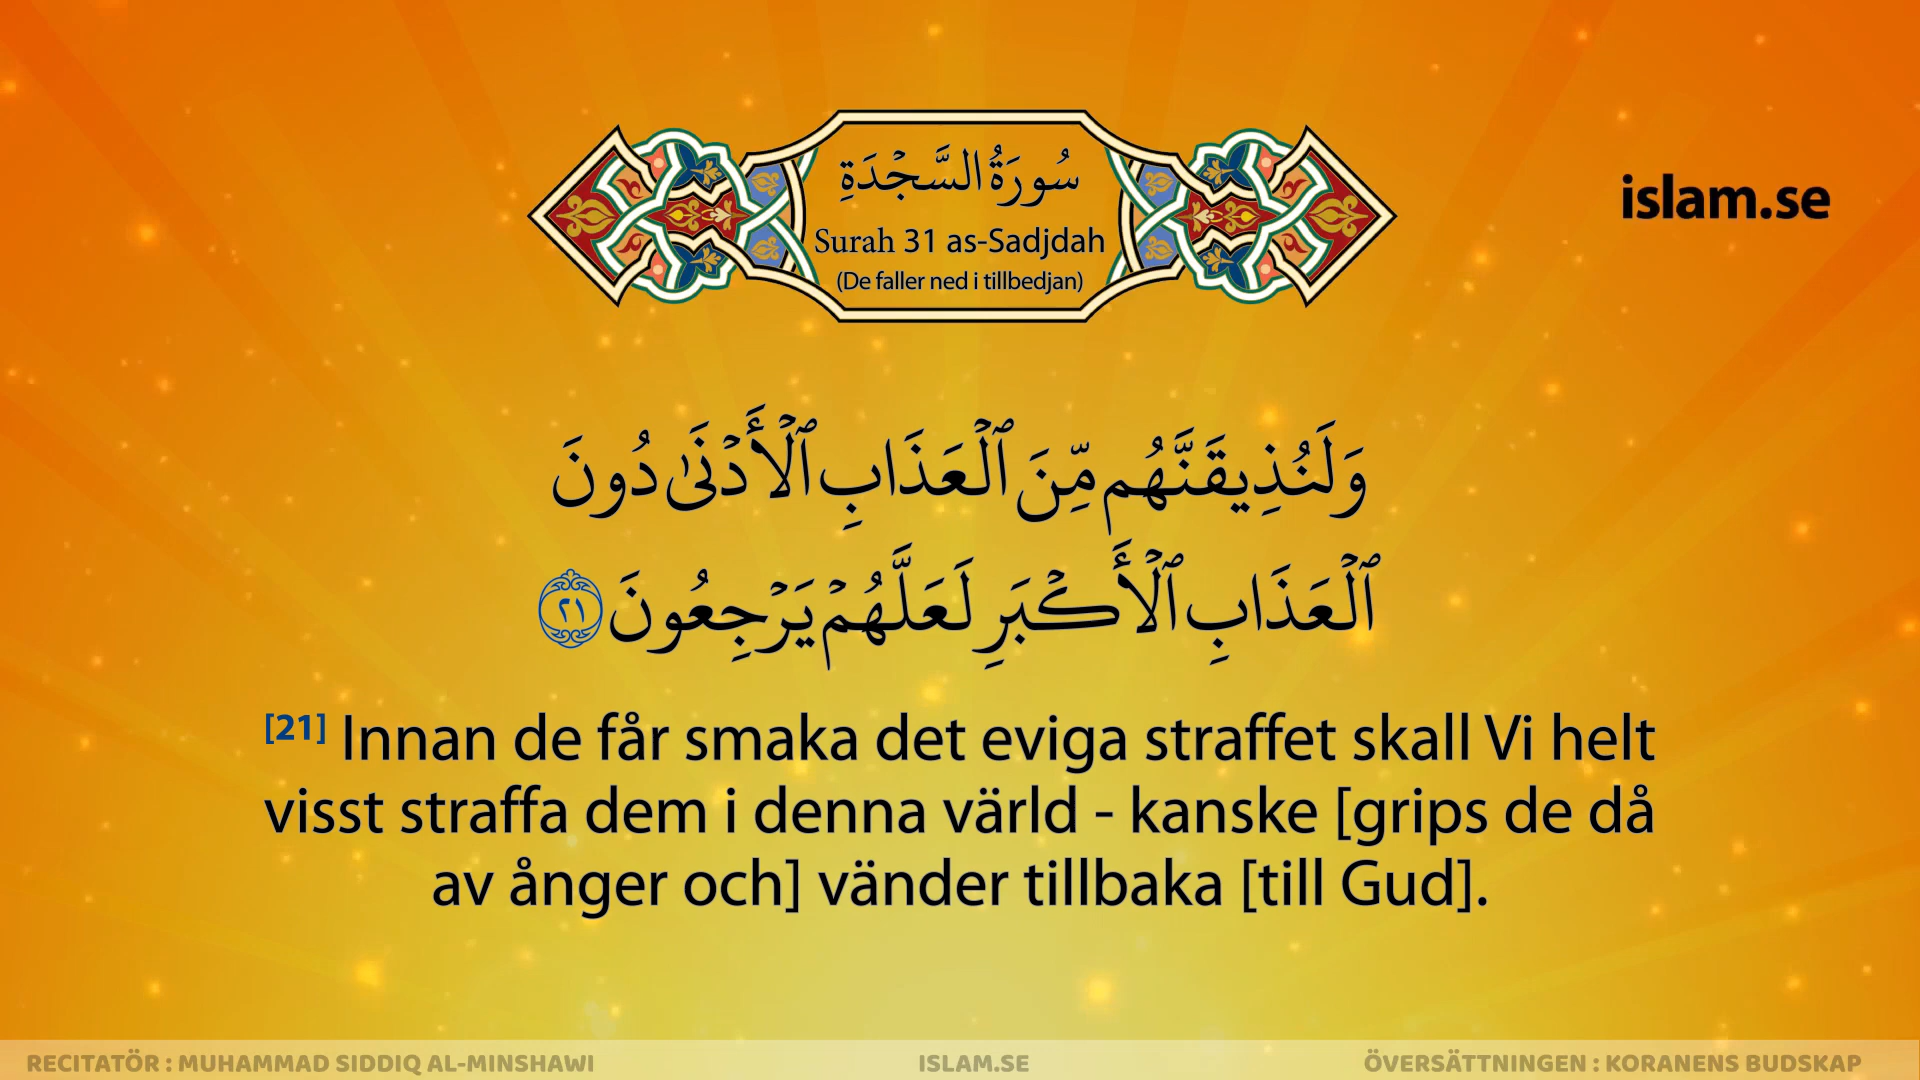 سُورَةُ السَّجْدَةِ
Surah 31 as-Sadjdah
(De faller ned i tillbedjan)
islam.se
وَلَنُذِيقَنَّهُم مِّنَ ٱلْعَذَابِ ٱلْأَدْنَىٰ دُونَ
ٱلْعَذَابِ ٱلْأَكْبَرِ لَعَلَّهُمْ يَرْجِعُونَ ٢١
[21] Innan de får smaka det eviga straffet skall Vi helt
visst straffa dem i denna värld - kanske [grips de då
av ånger och] vänder tillbaka [till Gud].
RECITATÖR : MUHAMMAD SIDDIQ AL-MINSHAWI
ISLAM.SE
ÖVERSÄTTNINGEN : KORANENS BUDSKAP